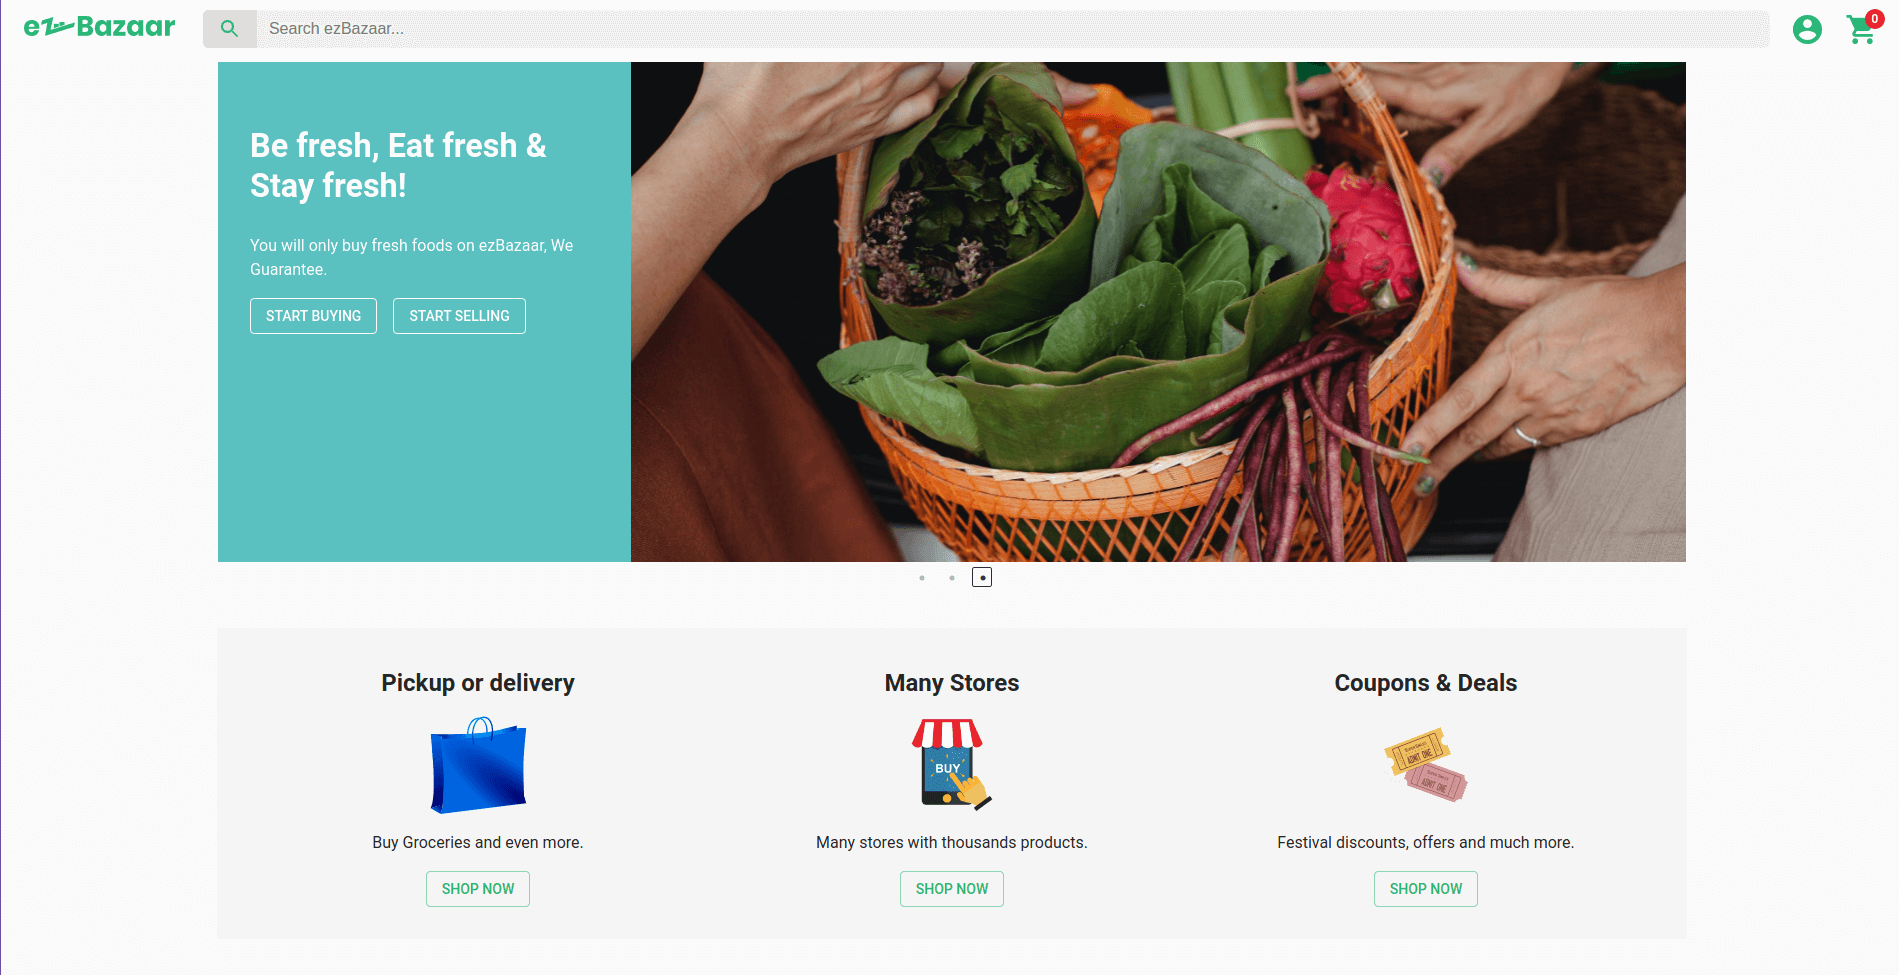 ezBazaar
Search ezBazaar...
0
Be fresh, Eat fresh &
Stay fresh!
You will only buy fresh foods on ezBazaar, We
Guarantee.
START BUYING
START SELLING
Pickup or delivery
Many Stores
Coupons & Deals
BUY
ADMIT ONE
ADMIT ONE
Buy Groceries and even more.
Many stores with thousands products.
Festival discounts, offers and much more.
SHOP NOW
SHOP NOW
SHOP NOW